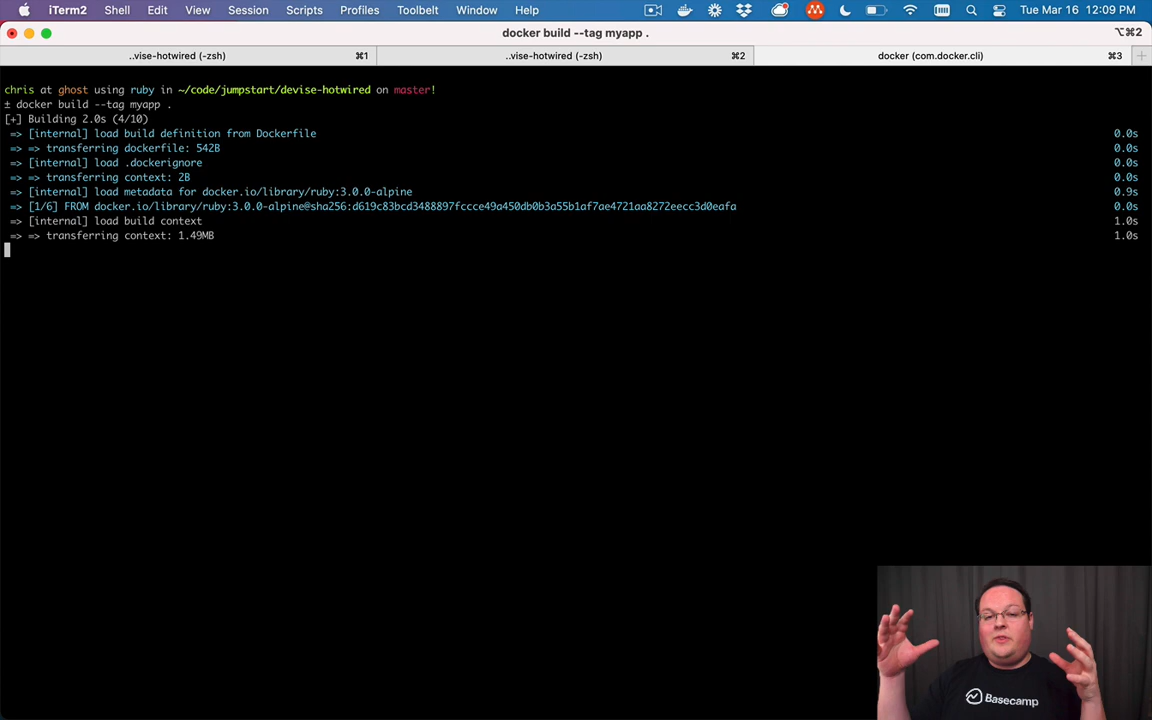 iTerm2 Shell Edit View Session Scripts Profiles Toolbelt Window Help Tue Mar 16 12:09 PM
docker build --tag myapp . ⌥⌘2
..vise-hotwired (-zsh) ⌘1 ..vise-hotwired (-zsh) ⌘2 docker (com.docker.cli) ⌘3
chris at ghost using ruby in ~/code/jumpstart/devise-hotwired on master!
± docker build --tag myapp .
[+] Building 2.0s (4/10)
=> [internal] load build definition from Dockerfile 0.0s
=> => transferring dockerfile: 542B 0.0s
=> [internal] load .dockerignore 0.0s
=> => transferring context: 2B 0.0s
=> [internal] load metadata for docker.io/library/ruby:3.0.0-alpine 0.9s
=> [1/6] FROM docker.io/library/ruby:3.0.0-alpine@sha256:d619c83bcd3488897fccce49a450db0b3a55b1af7ae4721aa8272eecc3d0eafa 0.0s
=> [internal] load build context 1.0s
=> => transferring context: 1.49MB 1.0s
Basecamp